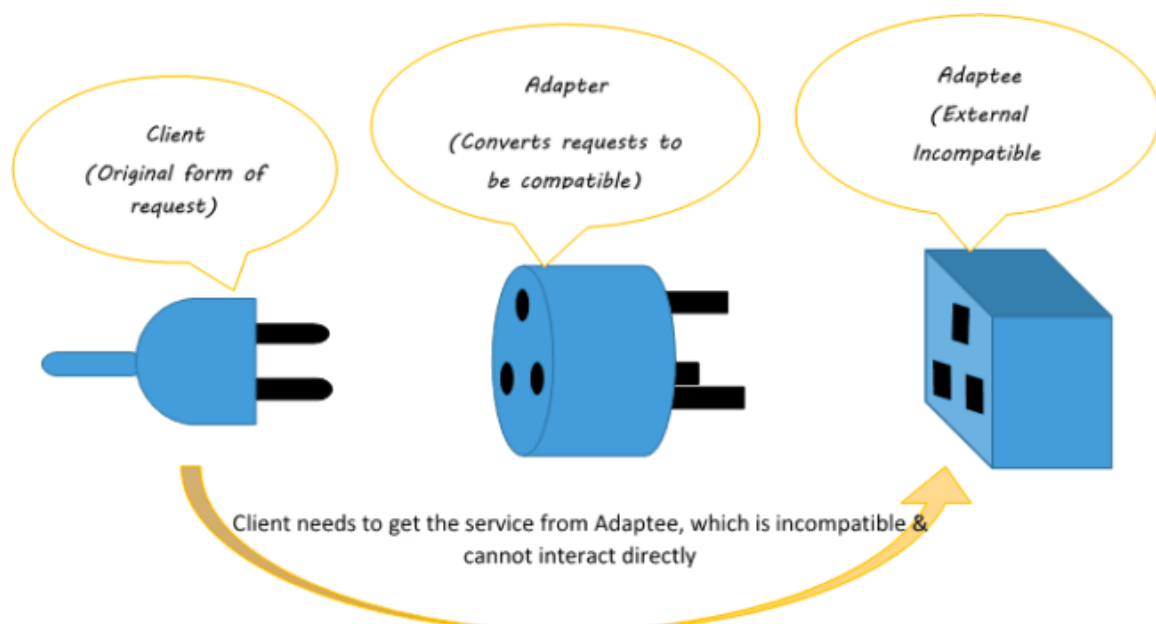 Client
(Original form of
request)
Adapter
(Converts requests to
be compatible)
Adaptee
(External
Incompatible
Client needs to get the service from Adaptee, which is incompatible &
cannot interact directly